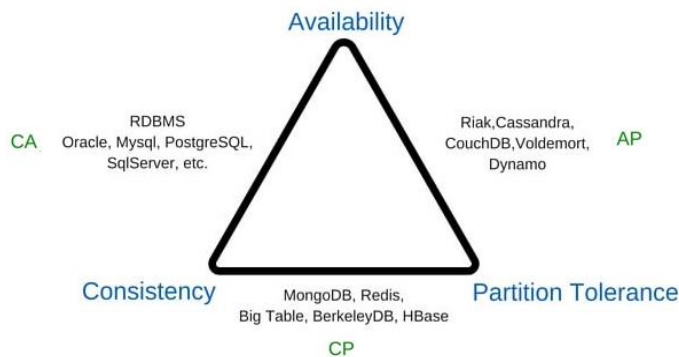 Availability
RDBMS
Oracle, Mysql, PostgreSQL,
SqlServer, etc.
CA
Riak,Cassandra,
CouchDB,Voldemort,
Dynamo
AP
Consistency
Partition Tolerance
MongoDB, Redis,
Big Table, BerkeleyDB, HBase
CP